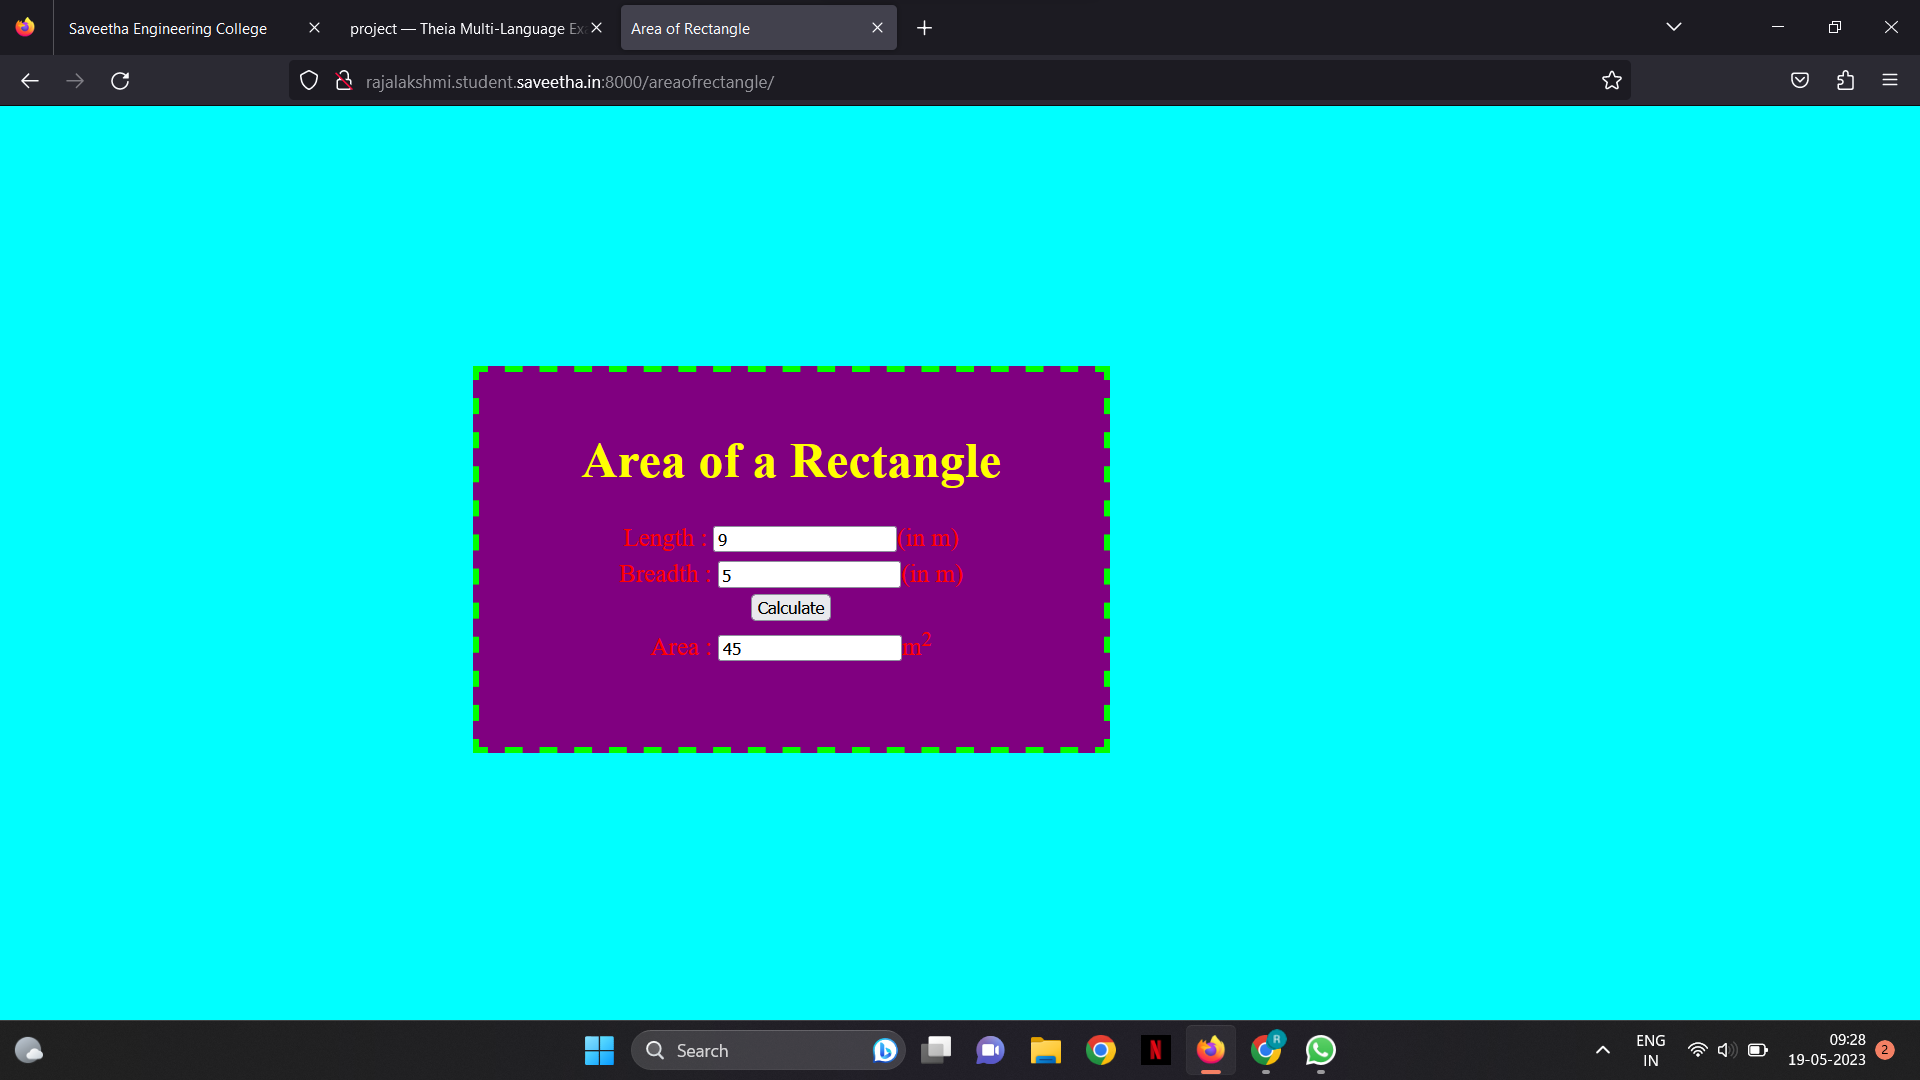 Saveetha Engineering College
project — Theia Multi-Language Ex
Area of Rectangle
rajalakshmi.student.saveetha.in:8000/areaofrectangle/
Area of a Rectangle
Length : 9 (in m)
Breadth : 5 (in m)
Calculate
Area : 45 m²
Search
R
ENG
IN
09:28
19-05-2023
2